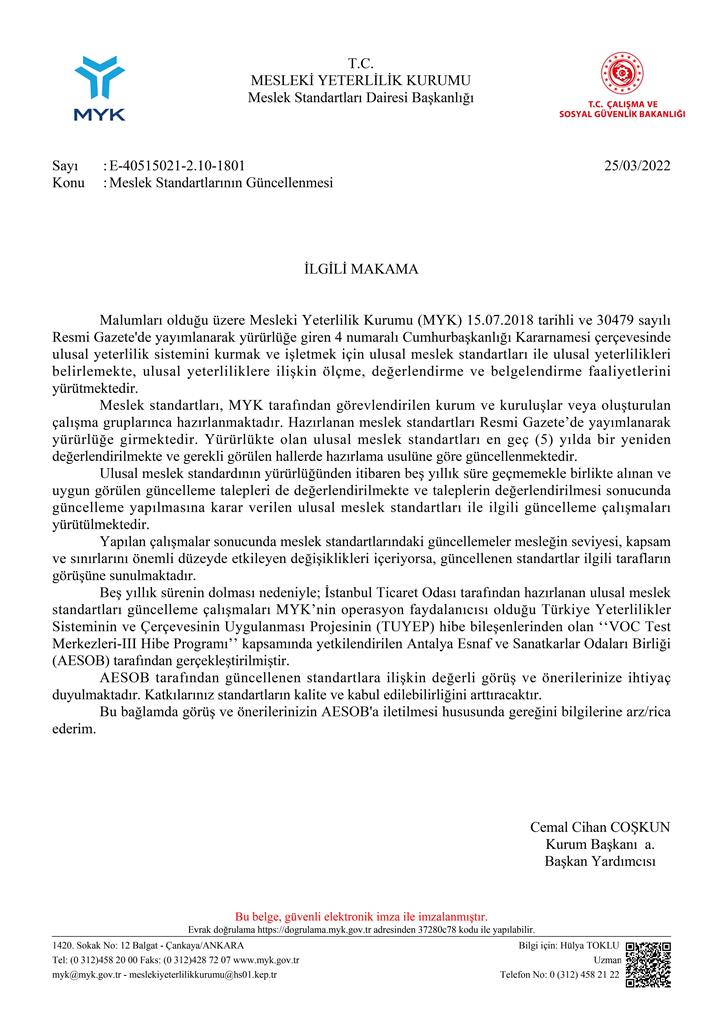 T.C.
MESLEKİ YETERLİLİK KURUMU
Meslek Standartları Dairesi Başkanlığı
MYK
T.C. ÇALIŞMA VE
SOSYAL GÜVENLİK BAKANLIĞI
Sayı : E-40515021-2.10-1801 25/03/2022
Konu : Meslek Standartlarının Güncellenmesi
İLGİLİ MAKAMA
Malumları olduğu üzere Mesleki Yeterlilik Kurumu (MYK) 15.07.2018 tarihli ve 30479 sayılı
Resmi Gazete'de yayımlanarak yürürlüğe giren 4 numaralı Cumhurbaşkanlığı Kararnamesi çerçevesinde
ulusal yeterlilik sistemini kurmak ve işletmek için ulusal meslek standartları ile ulusal yeterlilikleri
belirlemekte, ulusal yeterliliklere ilişkin ölçme, değerlendirme ve belgelendirme faaliyetlerini
yürütmektedir.
Meslek standartları, MYK tarafından görevlendirilen kurum ve kuruluşlar veya oluşturulan
çalışma gruplarınca hazırlanmaktadır. Hazırlanan meslek standartları Resmi Gazete’de yayımlanarak
yürürlüğe girmektedir. Yürürlükte olan ulusal meslek standartları en geç (5) yılda bir yeniden
değerlendirilmekte ve gerekli görülen hallerde hazırlama usulüne göre güncellenmektedir.
Ulusal meslek standardının yürürlüğünden itibaren beş yıllık süre geçmemekle birlikte alınan ve
uygun görülen güncelleme talepleri de değerlendirilmekte ve taleplerin değerlendirilmesi sonucunda
güncelleme yapılmasına karar verilen ulusal meslek standartları ile ilgili güncelleme çalışmaları
yürütülmektedir.
Yapılan çalışmalar sonucunda meslek standartlarındaki güncellemeler mesleğin seviyesi, kapsam
ve sınırlarını önemli düzeyde etkileyen değişiklikleri içeriyorsa, güncellenen standartlar ilgili tarafların
görüşüne sunulmaktadır.
Beş yıllık sürenin dolması nedeniyle; İstanbul Ticaret Odası tarafından hazırlanan ulusal meslek
standartları güncelleme çalışmaları MYK’nin operasyon faydalanıcısı olduğu Türkiye Yeterlilikler
Sisteminin ve Çerçevesinin Uygulanması Projesinin (TUYEP) hibe bileşenlerinden olan ‘‘VOC Test
Merkezleri-III Hibe Programı’’ kapsamında yetkilendirilen Antalya Esnaf ve Sanatkarlar Odaları Birliği
(AESOB) tarafından gerçekleştirilmiştir.
AESOB tarafından güncellenen standartlara ilişkin değerli görüş ve önerilerinize ihtiyaç
duyulmaktadır. Katkılarınız standartların kalite ve kabul edilebilirliğini arttıracaktır.
Bu bağlamda görüş ve önerilerinizin AESOB'a iletilmesi hususunda gereğini bilgilerine arz/rica
ederim.
Cemal Cihan COŞKUN
Kurum Başkanı a.
Başkan Yardımcısı
Bu belge, güvenli elektronik imza ile imzalanmıştır.
Evrak doğrulama https://dogrulama.myk.gov.tr adresinden 37280c78 kodu ile yapılabilir.
1420. Sokak No: 12 Balgat - Çankaya/ANKARA Bilgi için: Hülya TOKLU
Tel: (0 312)458 20 00 Faks: (0 312)428 72 07 www.myk.gov.tr Uzman
myk@myk.gov.tr - meslekiyeterlilikkurumu@hs01.kep.tr Telefon No: 0 (312) 458 21 22